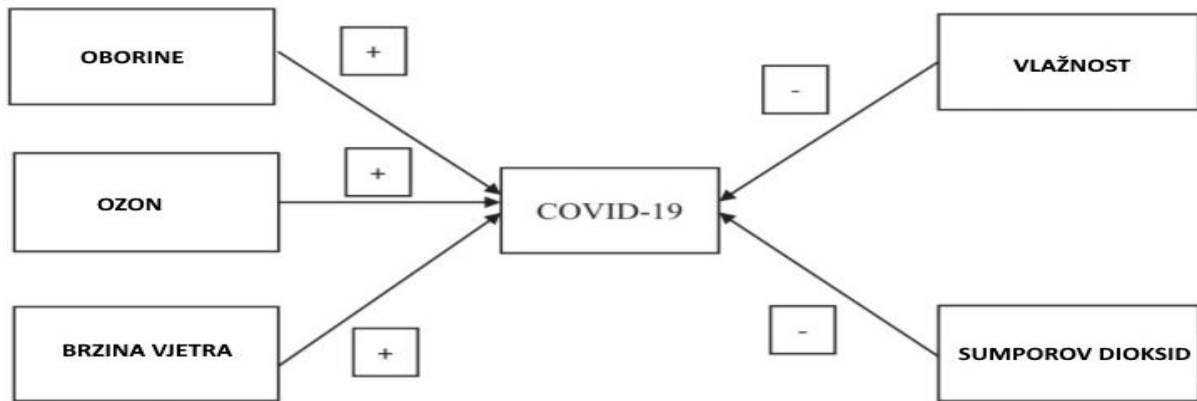 OBORINE
+
VLAŽNOST
-
OZON
+
COVID-19
BRZINA VJETRA
+
-
SUMPOROV DIOKSID